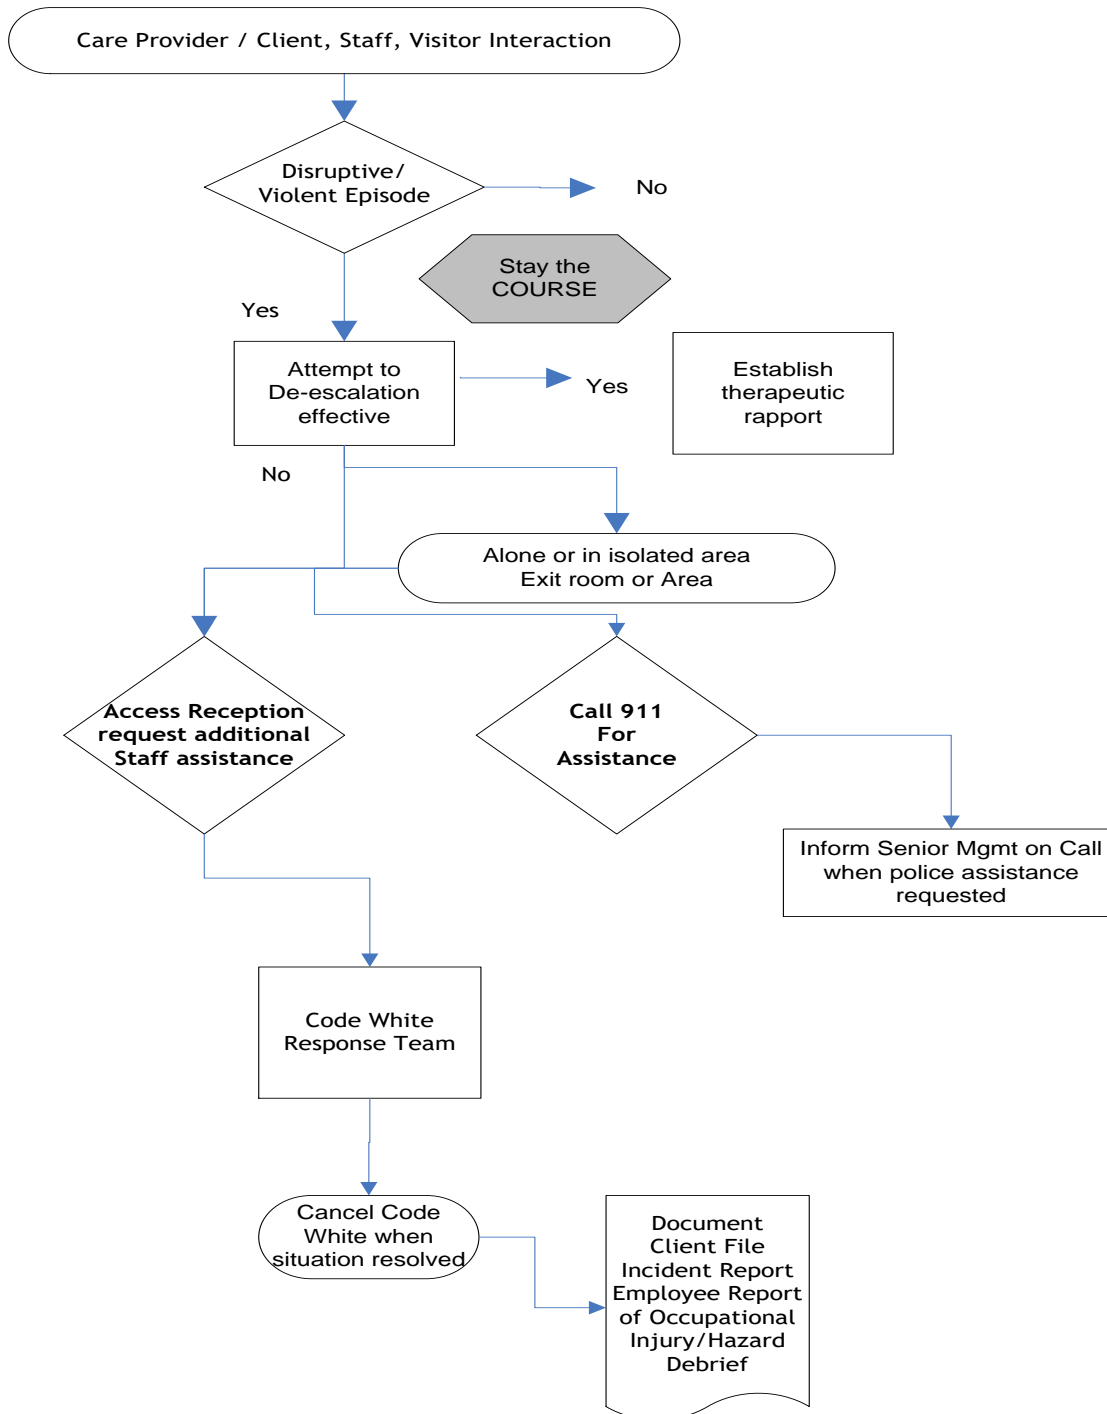 Care Provider / Client, Staff, Visitor Interaction
Disruptive/
Violent Episode
No
Stay the
COURSE
Yes
Attempt to
De-escalation
effective
Yes
Establish
therapeutic
rapport
No
Alone or in isolated area
Exit room or Area
Access Reception
request additional
Staff assistance
Call 911
For
Assistance
Inform Senior Mgmt on Call
when police assistance
requested
Code White
Response Team
Cancel Code
White when
situation resolved
Document
Client File
Incident Report
Employee Report
of Occupational
Injury/Hazard
Debrief